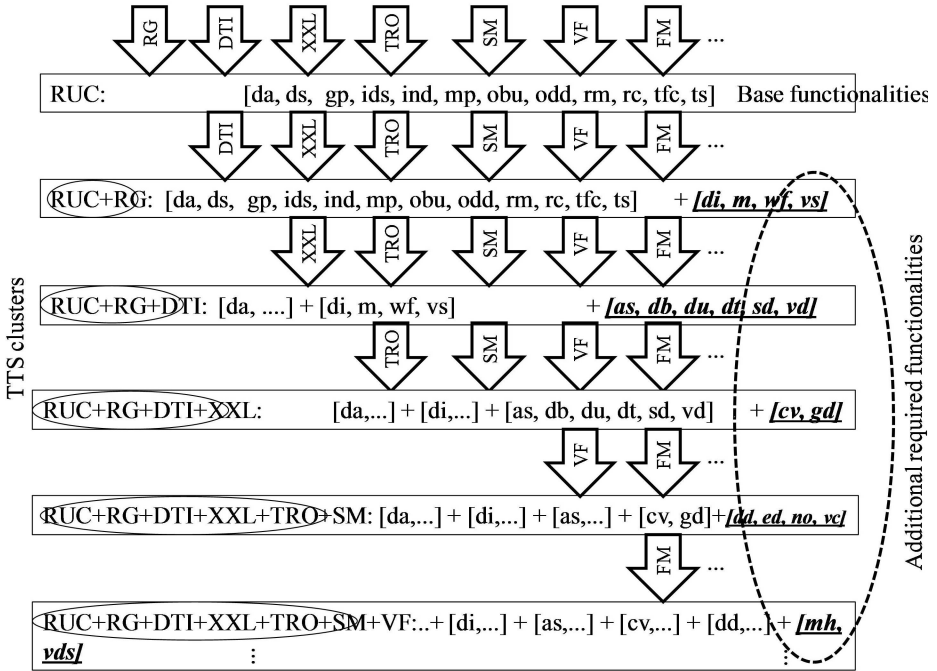 RG DTI XXL TRO SM VF FM ...
RUC: [da, ds, gp, ids, ind, mp, obu, odd, rm, rc, tfc, ts] Base functionalities
DTI XXL TRO SM VF FM ...
RUC+RG: [da, ds, gp, ids, ind, mp, obu, odd, rm, rc, tfc, ts] + [di, m, wf, vs]
XXL TRO SM VF FM ...
RUC+RG+DTI: [da, ....] + [di, m, wf, vs] + [as, db, du, dt, sd, vd]
TRO SM VF FM ...
RUC+RG+DTI+XXL: [da,...] + [di,...] + [as, db, du, dt, sd, vd] + [cv, gd]
VF FM ...
RUC+RG+DTI+XXL+TRO+SM: [da,...] + [di,...] + [as,...] + [cv, gd]+[dd, ed, no, vc]
FM ...
RUC+RG+DTI+XXL+TRO+SM+VF:..+ [di,...] + [as,...] + [cv,...] + [dd,...] + [mh,
vds]
⋮ ⋮
TTS clusters
Additional required functionalities